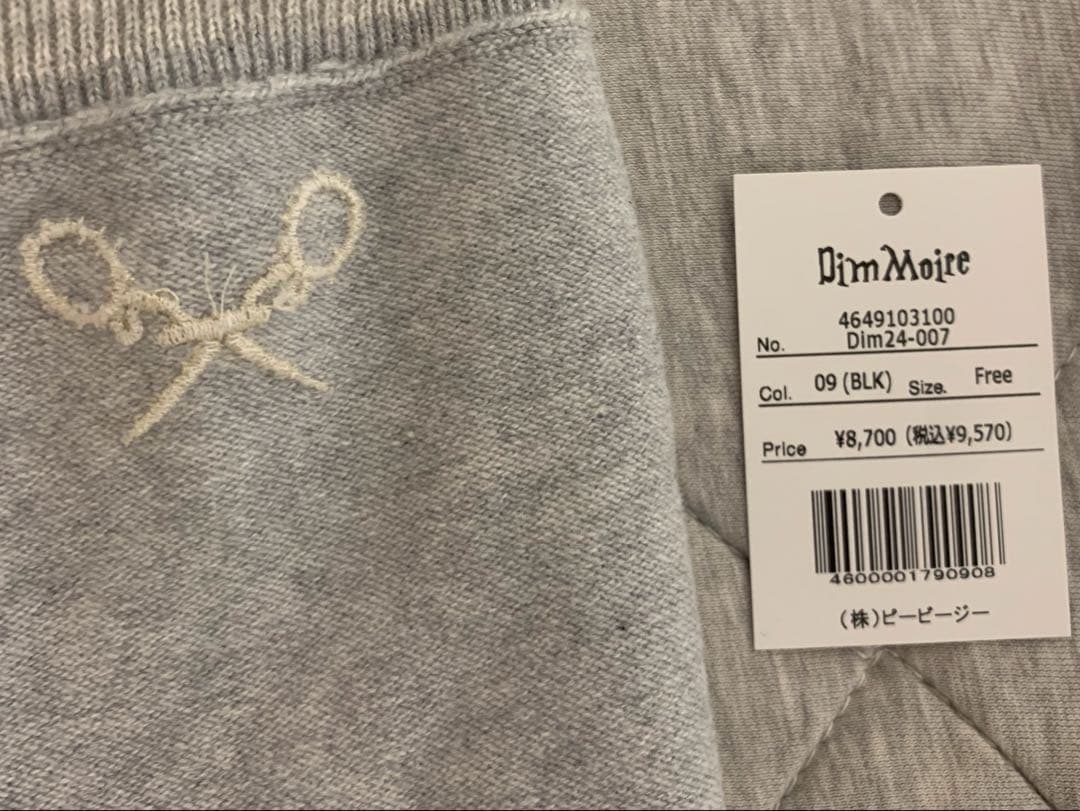 Dim Moire
4649103100
No. Dim24-007
Col. 09 (BLK) Size. Free
Price ¥8,700 (税込¥9,570)
4600001790908
(株)ピービージー